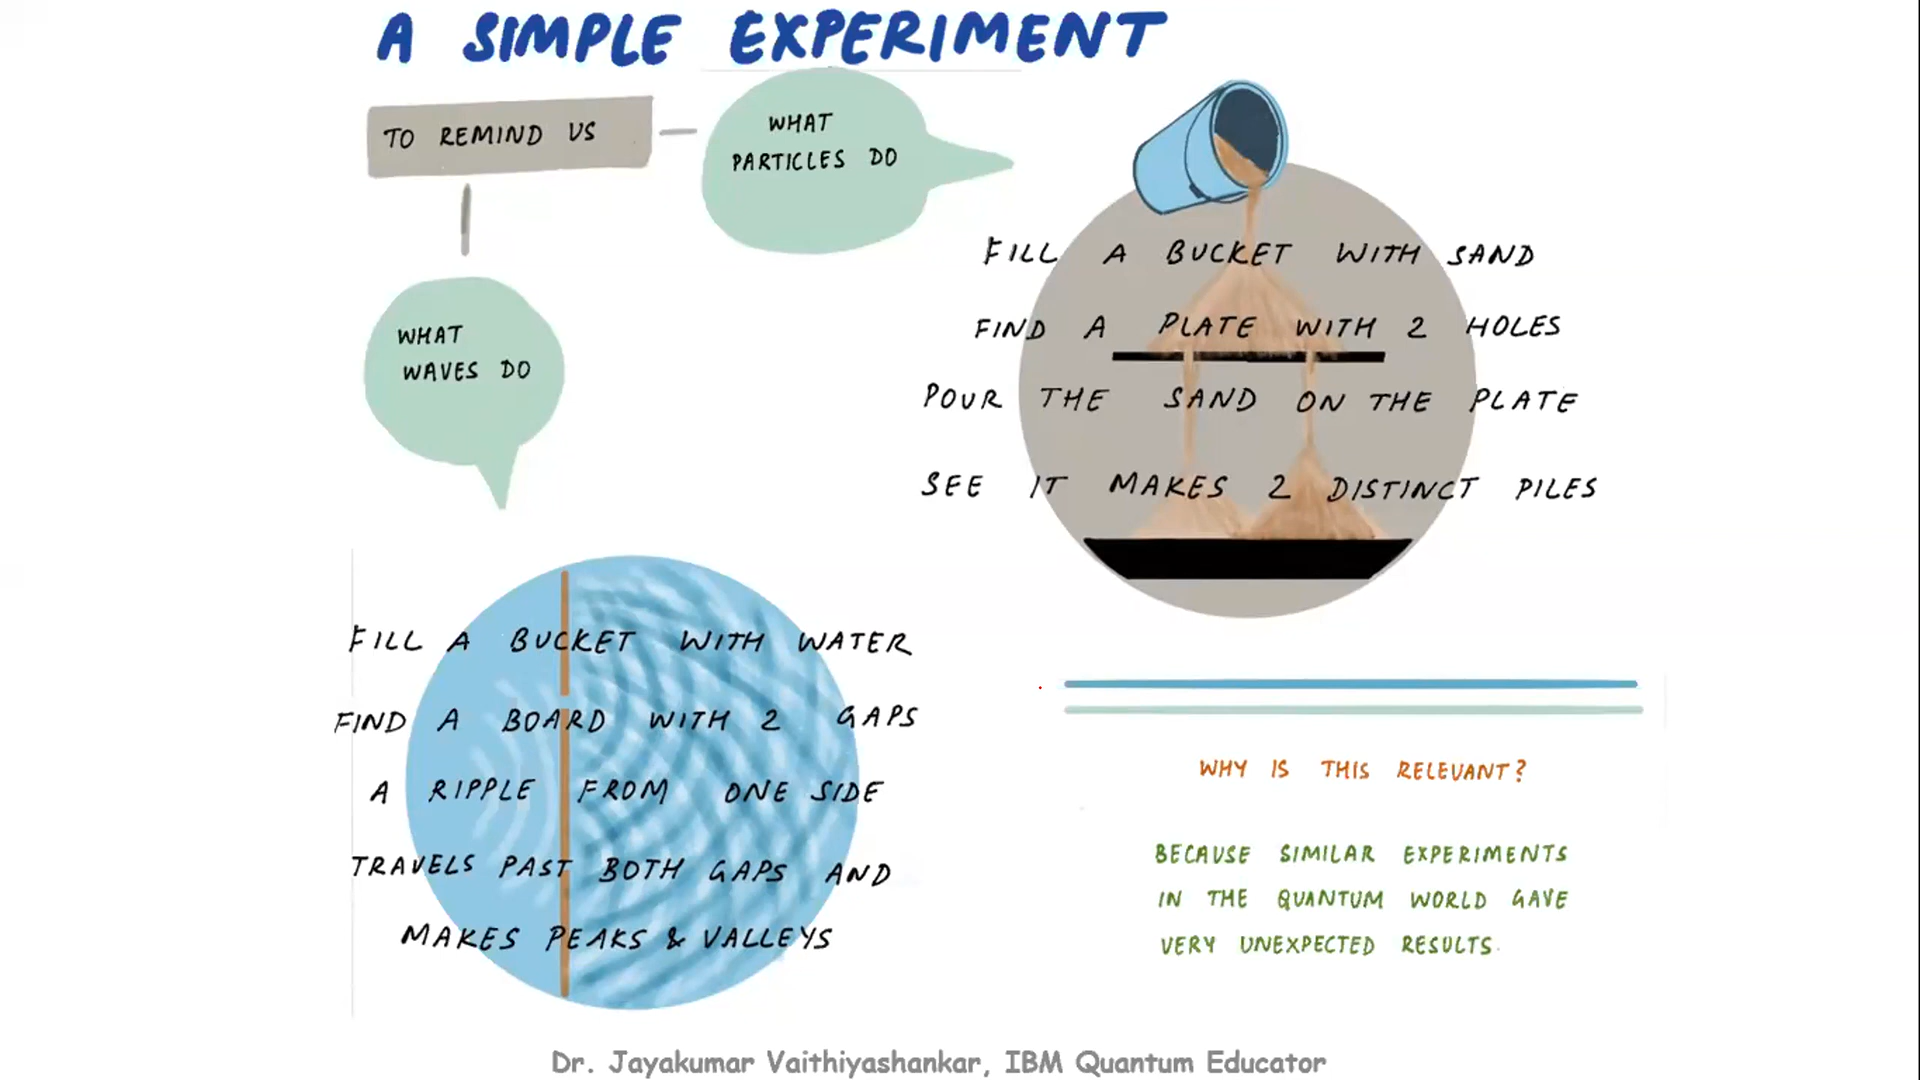 A SIMPLE EXPERIMENT
TO REMIND US
WHAT
PARTICLES DO
FILL A BUCKET WITH SAND
FIND A PLATE WITH 2 HOLES
POUR THE SAND ON THE PLATE
SEE IT MAKES 2 DISTINCT PILES
WHAT
WAVES DO
FILL A BUCKET WITH WATER
FIND A BOARD WITH 2 GAPS
A RIPPLE FROM ONE SIDE
TRAVELS PAST BOTH GAPS AND
MAKES PEAKS & VALLEYS
WHY IS THIS RELEVANT?
BECAUSE SIMILAR EXPERIMENTS
IN THE QUANTUM WORLD GAVE
VERY UNEXPECTED RESULTS.
Dr. Jayakumar Vaithiyashankar, IBM Quantum Educator